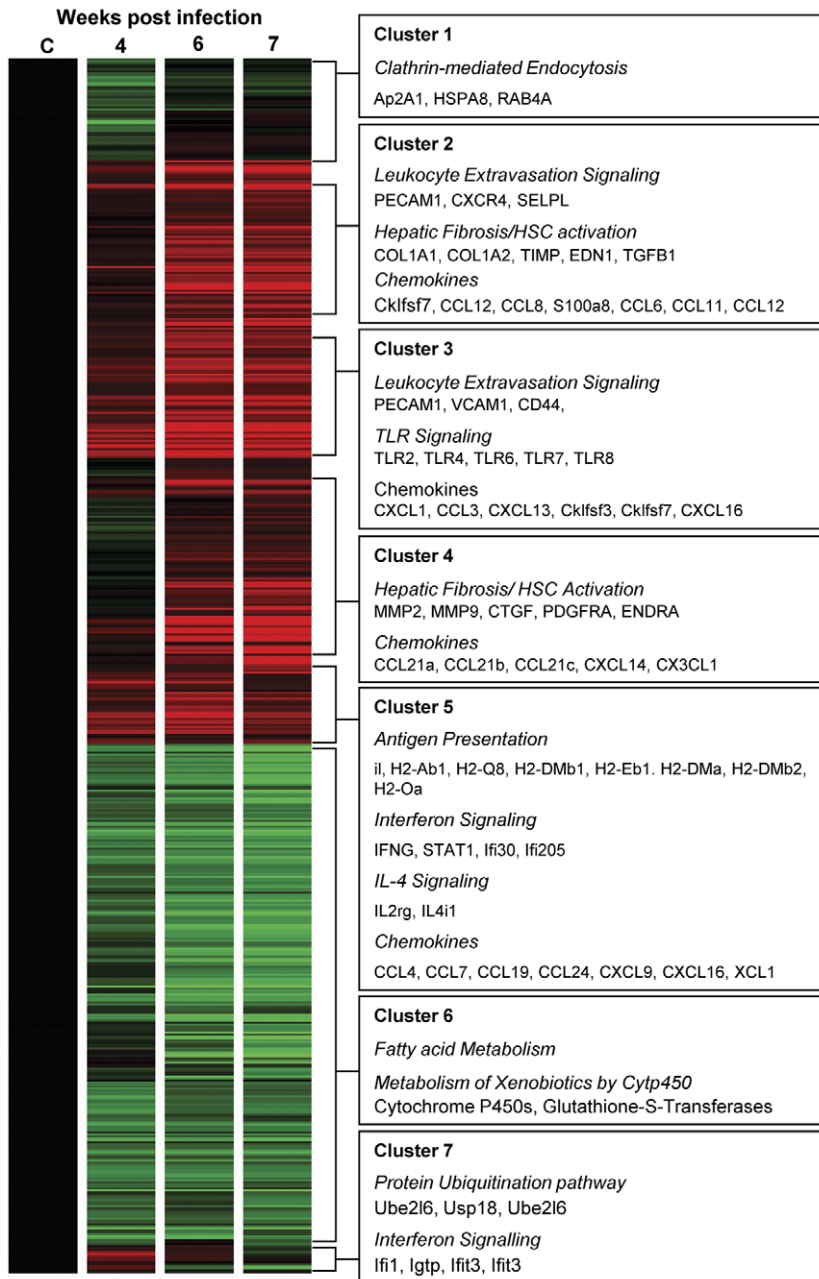 Weeks post infection
C 4 6 7
Cluster 1
Clathrin-mediated Endocytosis
Ap2A1, HSPA8, RAB4A
Cluster 2
Leukocyte Extravasation Signaling
PECAM1, CXCR4, SELPL
Hepatic Fibrosis/HSC activation
COL1A1, COL1A2, TIMP, EDN1, TGFB1
Chemokines
Cklfsf7, CCL12, CCL8, S100a8, CCL6, CCL11, CCL12
Cluster 3
Leukocyte Extravasation Signaling
PECAM1, VCAM1, CD44,
TLR Signaling
TLR2, TLR4, TLR6, TLR7, TLR8
Chemokines
CXCL1, CCL3, CXCL13, Cklfsf3, Cklfsf7, CXCL16
Cluster 4
Hepatic Fibrosis/ HSC Activation
MMP2, MMP9, CTGF, PDGFRA, ENDRA
Chemokines
CCL21a, CCL21b, CCL21c, CXCL14, CX3CL1
Cluster 5
Antigen Presentation
iI, H2-Ab1, H2-Q8, H2-DMb1, H2-Eb1. H2-DMa, H2-DMb2,
H2-Oa
Interferon Signaling
IFNG, STAT1, Ifi30, Ifi205
IL-4 Signaling
IL2rg, IL4i1
Chemokines
CCL4, CCL7, CCL19, CCL24, CXCL9, CXCL16, XCL1
Cluster 6
Fatty acid Metabolism
Metabolism of Xenobiotics by Cytp450
Cytochrome P450s, Glutathione-S-Transferases
Cluster 7
Protein Ubiquitination pathway
Ube2l6, Usp18, Ube2l6
Interferon Signalling
Ifi1, Igtp, Ifit3, Ifit3